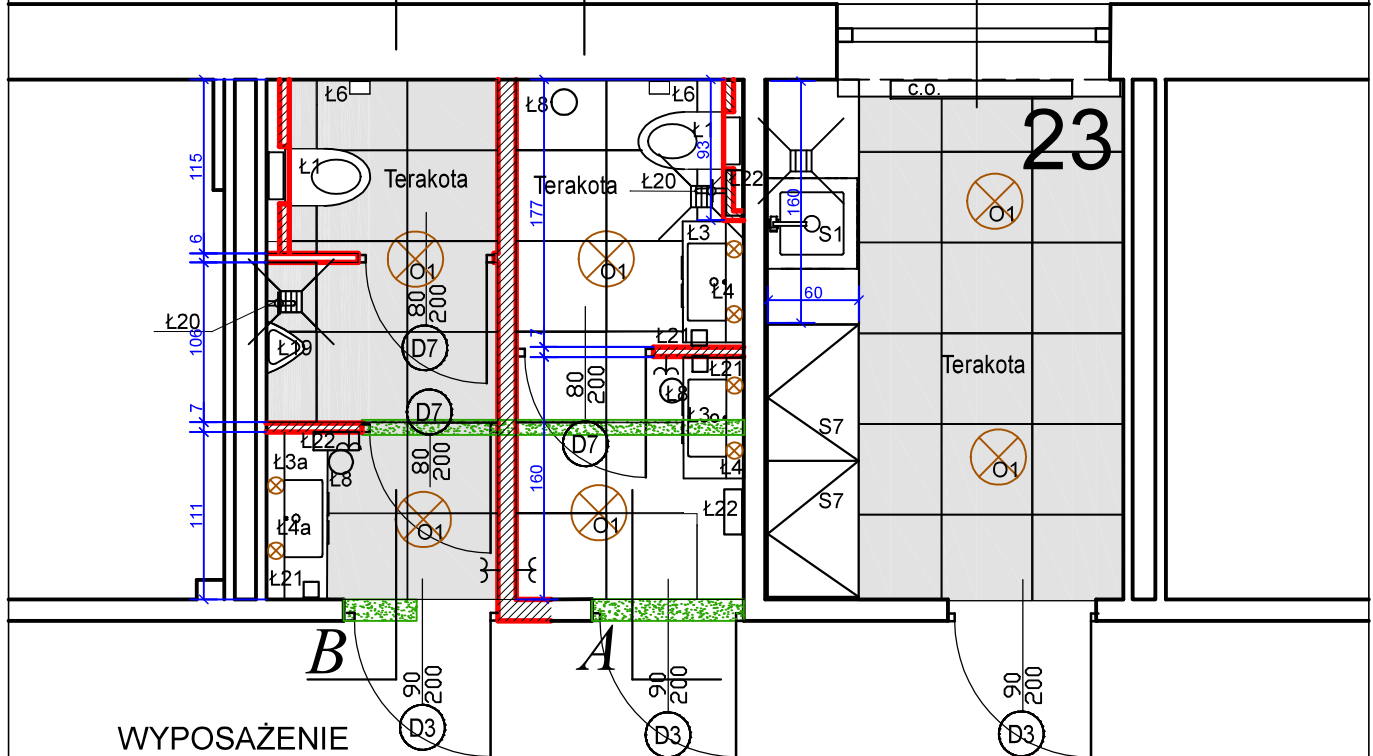 Ł6
Ł8
Ł6
c.o.
23
115
Ł1
Terakota
Terakota
Ł1
93
Ł20
Ł22
160
177
O1
S1
Ł3
6
O1
O1
80
200
Ł4
60
Ł20
106
Ł19
D7
Ł21
7
Terakota
80
200
Ł21
Ł8
7
D7
Ł3
S7
Ł22
D7
80
200
Ł3a
Ł8
160
Ł4
O1
S7
111
Ł4a
O1
O1
Ł22
Ł21
B
A
90
200
90
200
90
200
D3
D3
D3
WYPOSAŻENIE